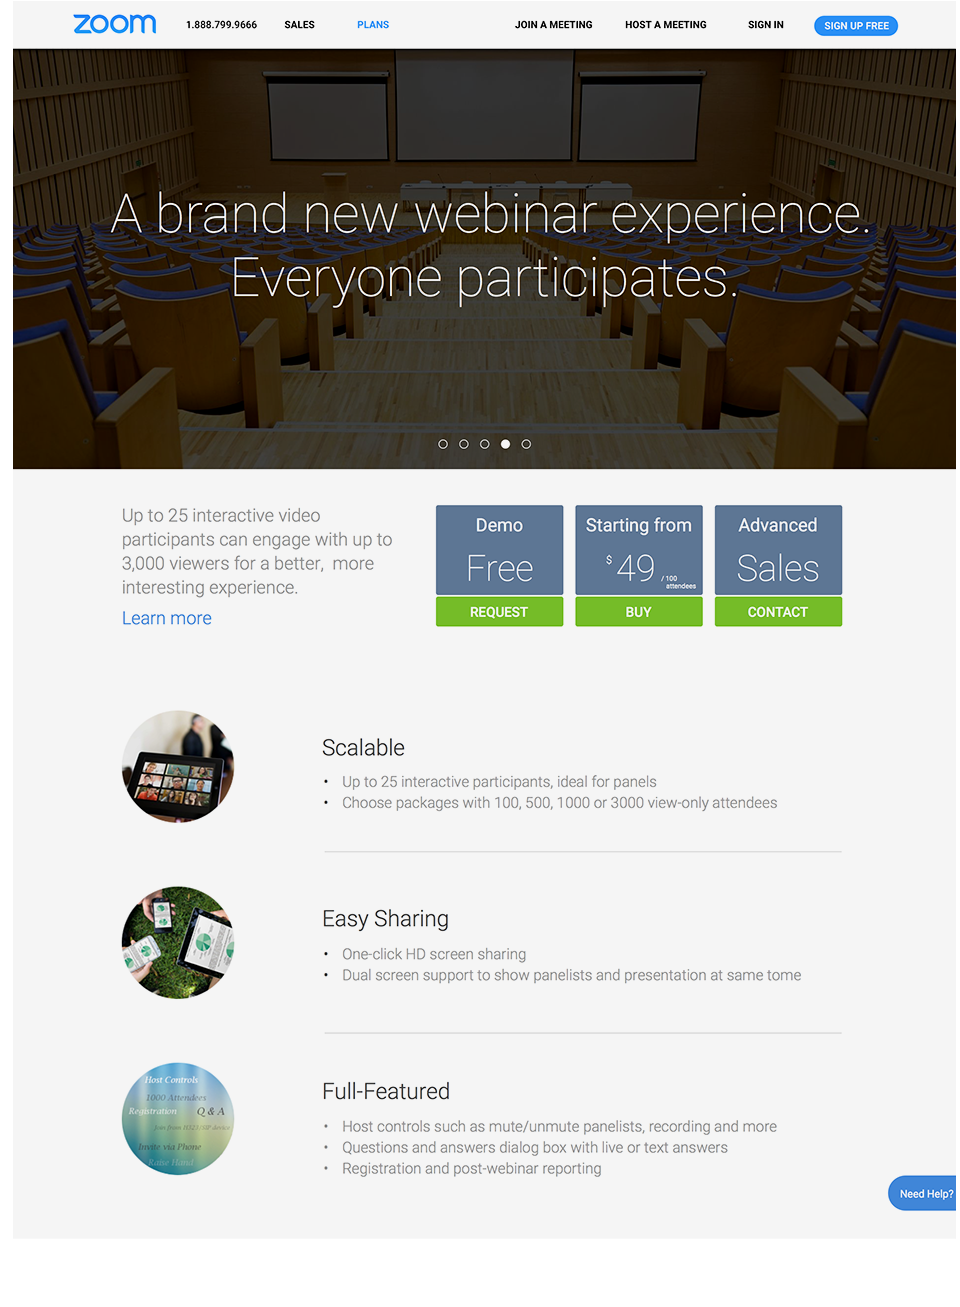 zoom
1.888.799.9666
SALES
PLANS
JOIN A MEETING
HOST A MEETING
SIGN IN
SIGN UP FREE
A brand new webinar experience.
Everyone participates.
Up to 25 interactive video
participants can engage with up to
3,000 viewers for a better, more
interesting experience.
Learn more
Demo
Free
REQUEST
Starting from
$49 / 100
attendees
BUY
Advanced
Sales
CONTACT
Scalable
• Up to 25 interactive participants, ideal for panels
• Choose packages with 100, 500, 1000 or 3000 view-only attendees
Easy Sharing
• One-click HD screen sharing
• Dual screen support to show panelists and presentation at same tome
Host Controls
1000 Attendees
Registration Q & A
Join from H.323/SIP device
Invite via Phone
Raise Hand
Full-Featured
• Host controls such as mute/unmute panelists, recording and more
• Questions and answers dialog box with live or text answers
• Registration and post-webinar reporting
Need Help?